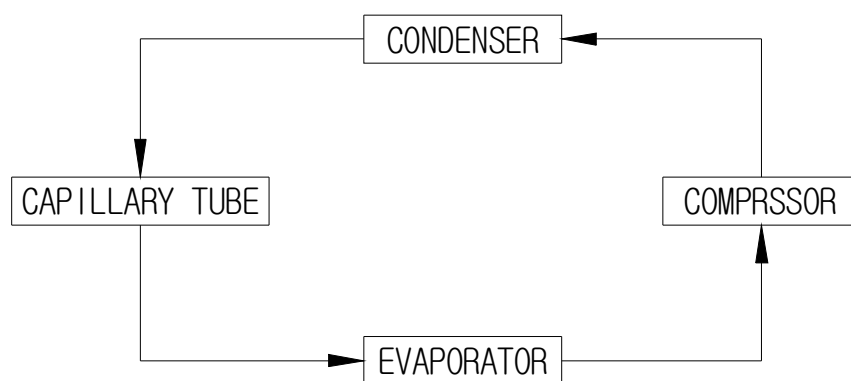 CONDENSER
CAPILLARY TUBE
COMPRSSOR
EVAPORATOR